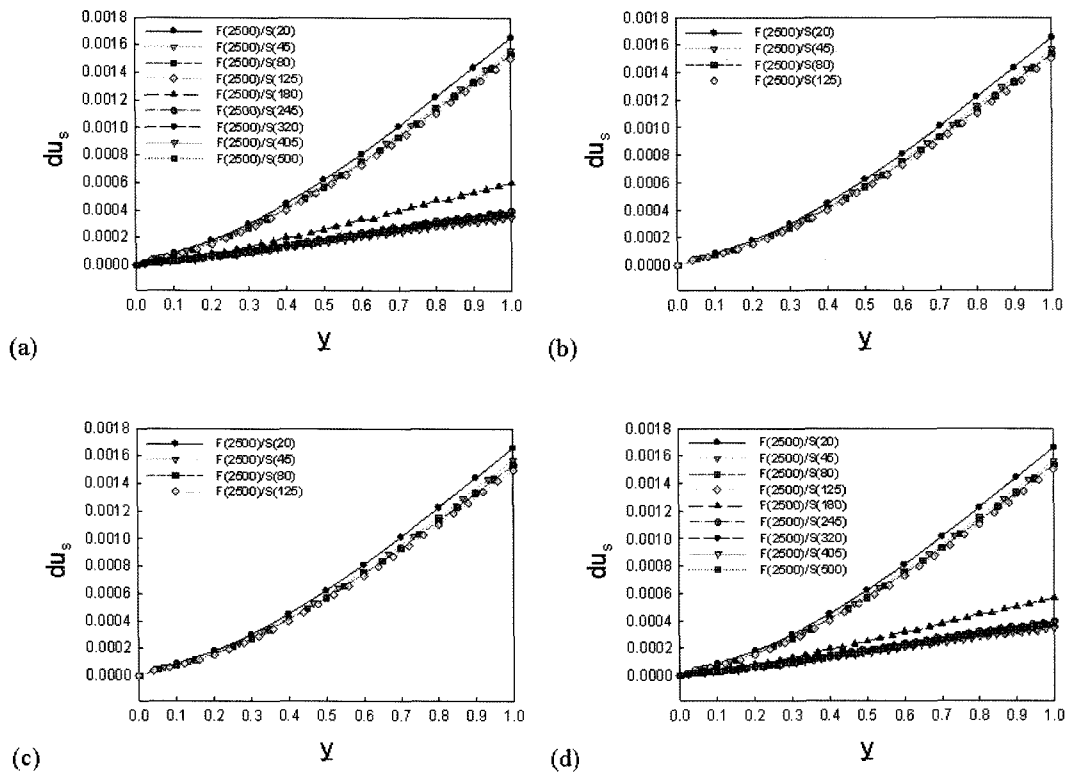 0.0018
0.0016
0.0014
0.0012
0.0010
0.0008
0.0006
0.0004
0.0002
0.0000
du_s
F(2500)/S(20)
F(2500)/S(45)
F(2500)/S(80)
F(2500)/S(125)
F(2500)/S(180)
F(2500)/S(245)
F(2500)/S(320)
F(2500)/S(405)
F(2500)/S(500)
0.0 0.1 0.2 0.3 0.4 0.5 0.6 0.7 0.8 0.9 1.0
y
(a)
0.0018
0.0016
0.0014
0.0012
0.0010
0.0008
0.0006
0.0004
0.0002
0.0000
du_s
F(2500)/S(20)
F(2500)/S(45)
F(2500)/S(80)
F(2500)/S(125)
0.0 0.1 0.2 0.3 0.4 0.5 0.6 0.7 0.8 0.9 1.0
y
(b)
0.0018
0.0016
0.0014
0.0012
0.0010
0.0008
0.0006
0.0004
0.0002
0.0000
du_s
F(2500)/S(20)
F(2500)/S(45)
F(2500)/S(80)
F(2500)/S(125)
0.0 0.1 0.2 0.3 0.4 0.5 0.6 0.7 0.8 0.9 1.0
y
(c)
0.0018
0.0016
0.0014
0.0012
0.0010
0.0008
0.0006
0.0004
0.0002
0.0000
du_s
F(2500)/S(20)
F(2500)/S(45)
F(2500)/S(80)
F(2500)/S(125)
F(2500)/S(180)
F(2500)/S(245)
F(2500)/S(320)
F(2500)/S(405)
F(2500)/S(500)
0.0 0.1 0.2 0.3 0.4 0.5 0.6 0.7 0.8 0.9 1.0
y
(d)